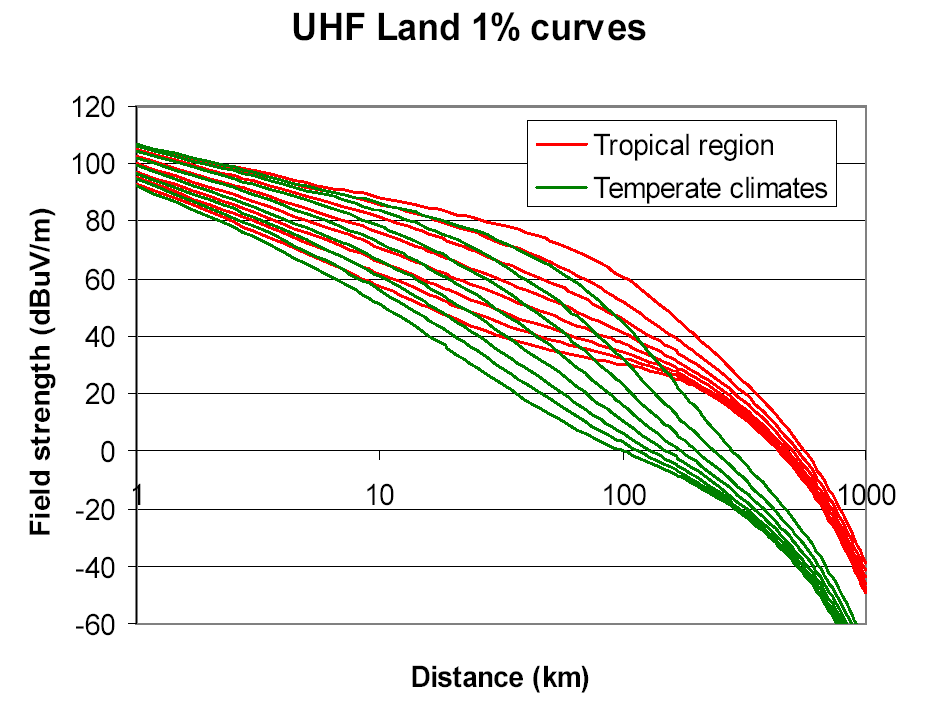 UHF Land 1% curves
120
100
80
60
40
20
0
-20
-40
-60
1
10
100
1000
Field strength (dBuV/m)
Distance (km)
Tropical region
Temperate climates